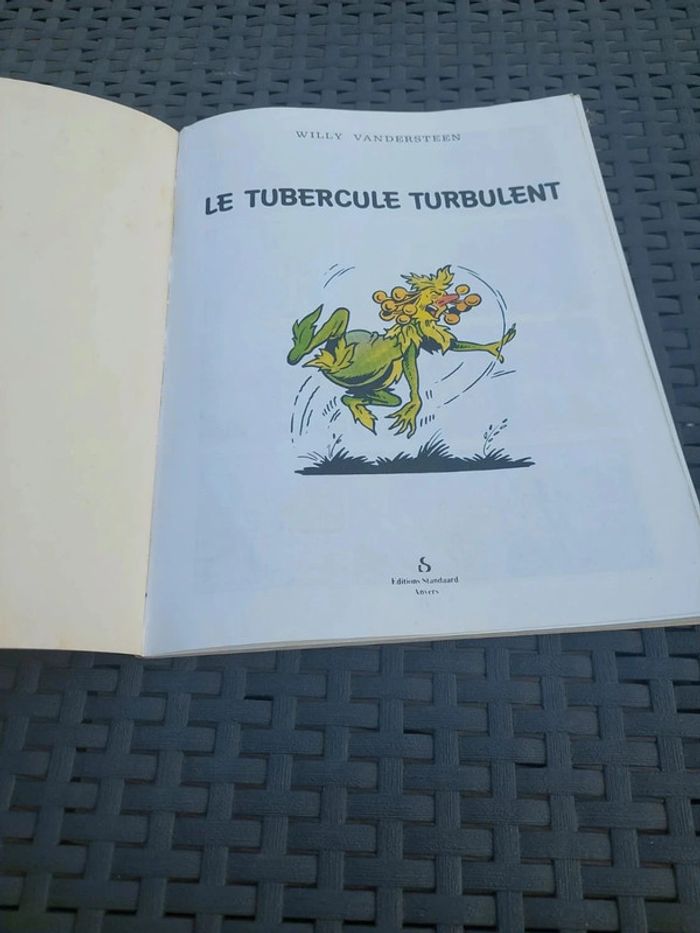 WILLY VANDERSTEEN
LE TUBERCULE TURBULENT
Editions Standaard
Anvers